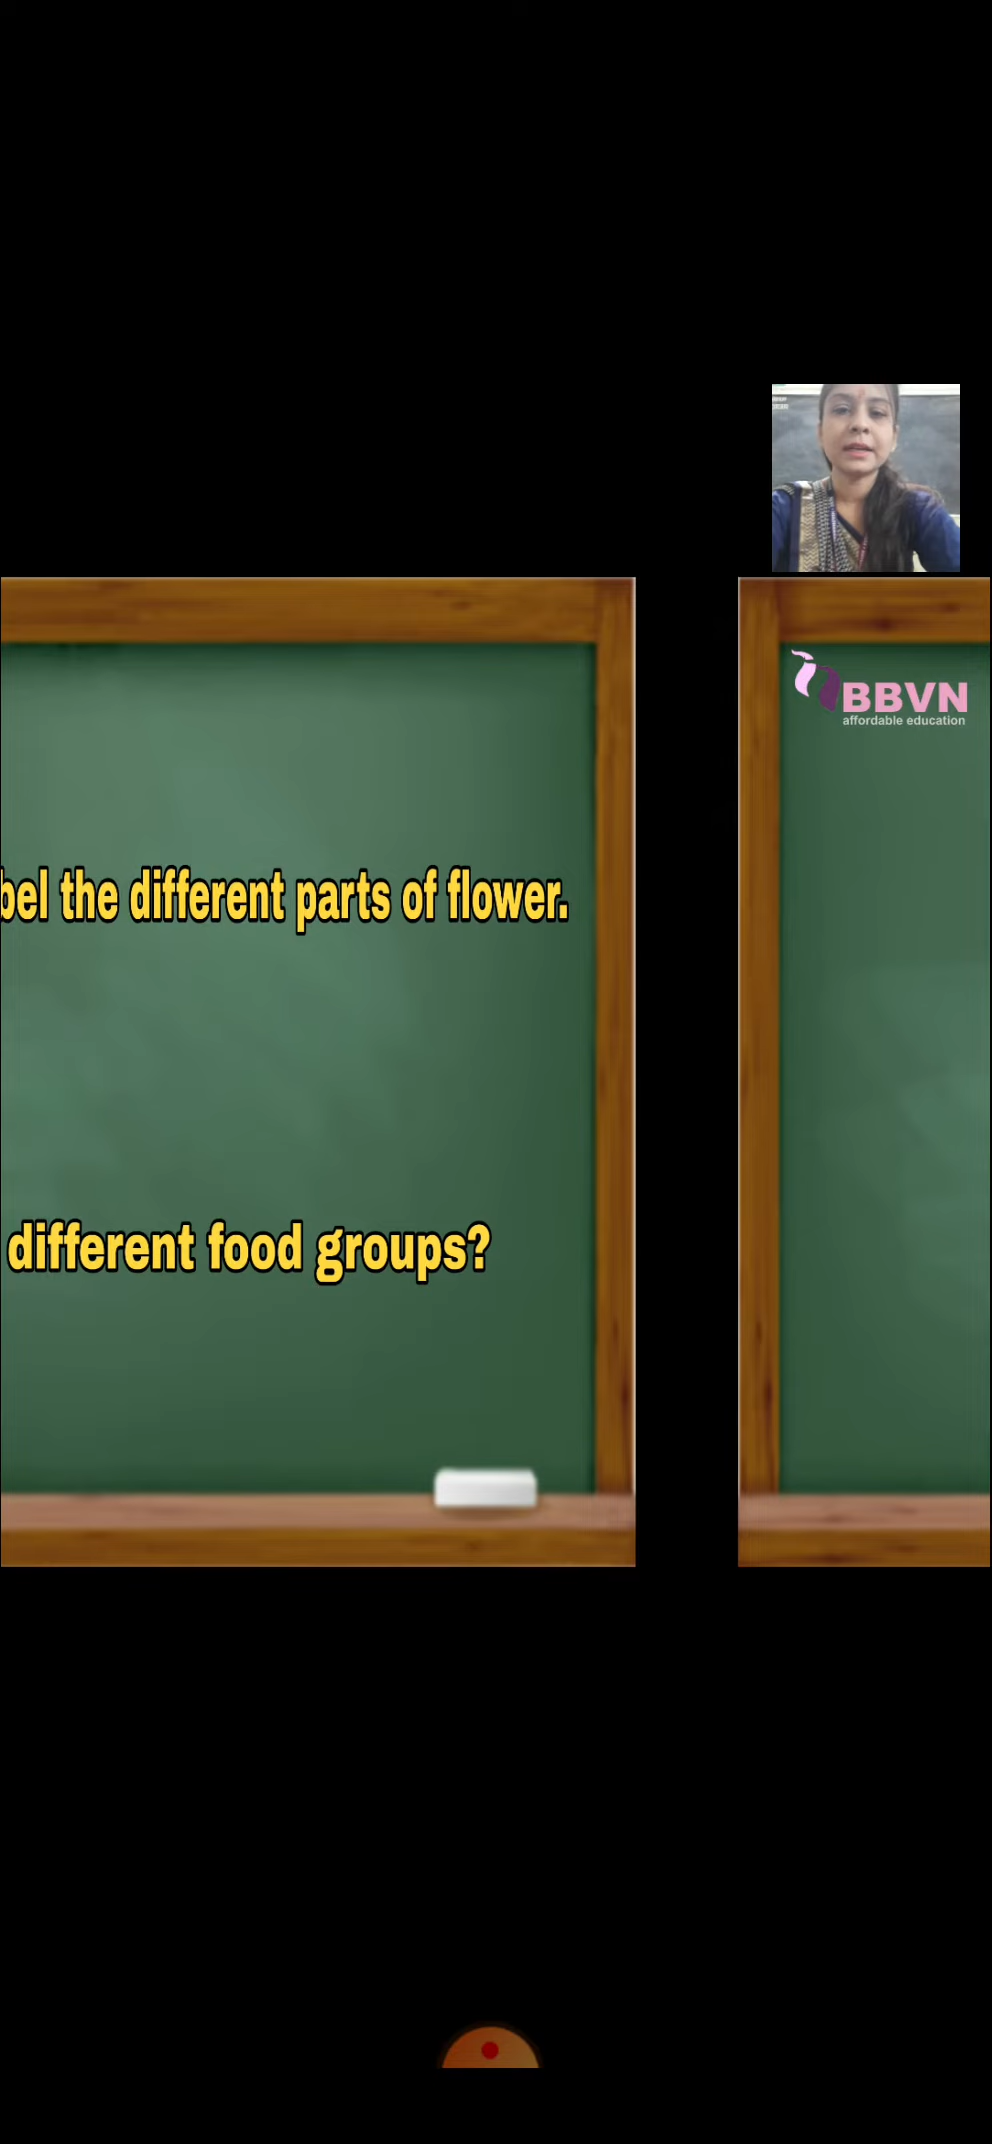 bel the different parts of flower.
different food groups?
BBVN
affordable education